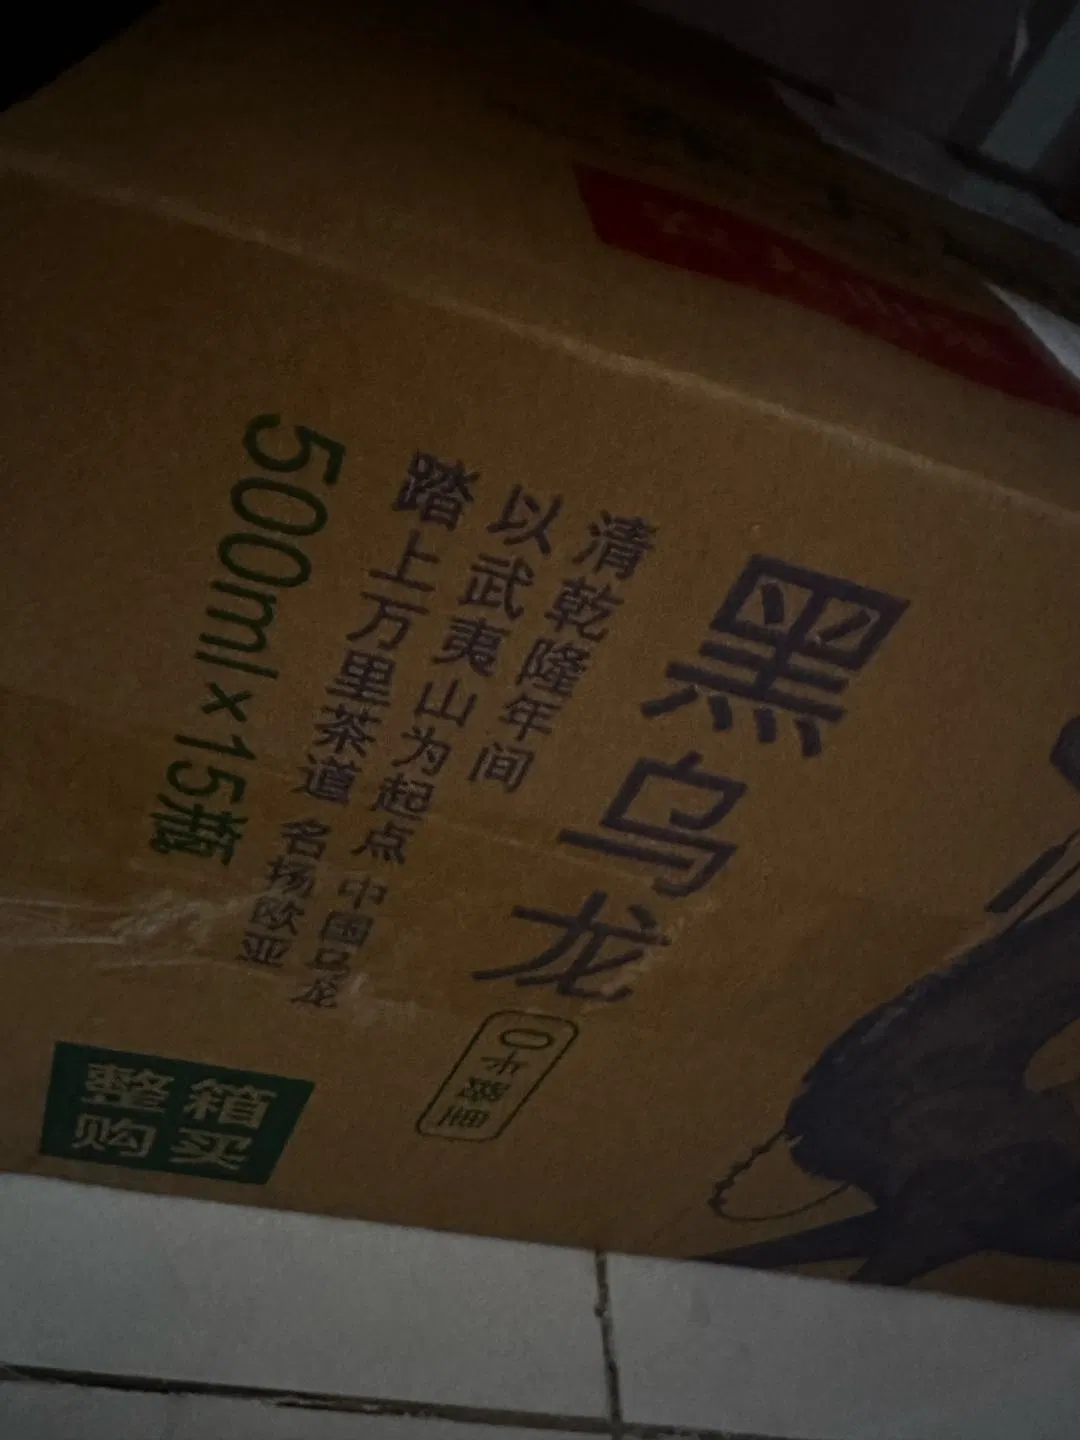 黑乌龙
0水嘢
清乾隆年间
以武夷山为起点 中国乌龙
踏上万里茶道 名扬欧亚
500ml×15瓶
整箱
购买